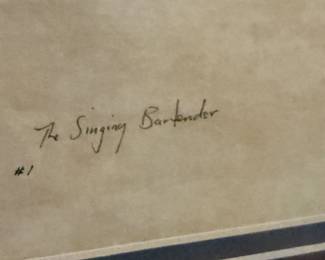 The Singing Bartender
#1